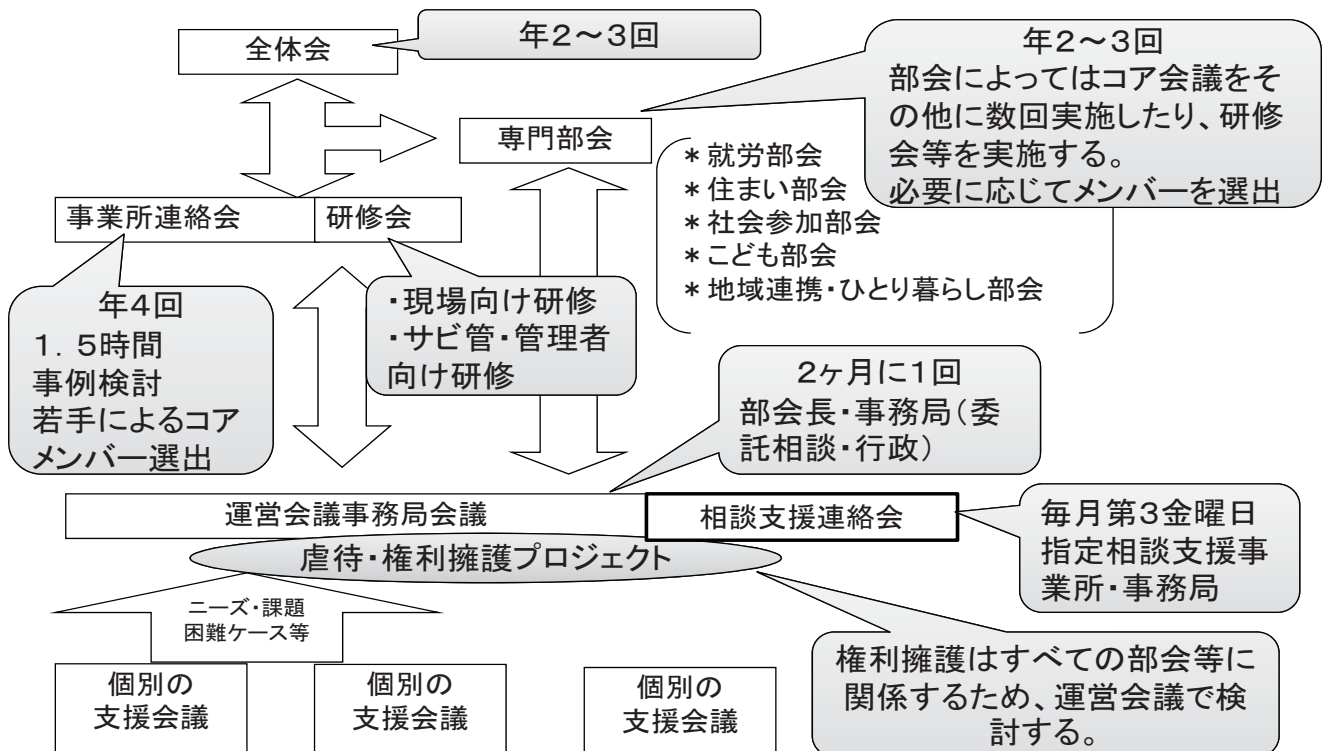 全体会
年2～3回
年2～3回
部会によってはコア会議をそ
の他に数回実施したり、研修
会等を実施する。
必要に応じてメンバーを選出
専門部会
＊就労部会
＊住まい部会
＊社会参加部会
＊こども部会
＊地域連携・ひとり暮らし部会
事業所連絡会
研修会
年4回
1．5時間
事例検討
若手によるコア
メンバー選出
・現場向け研修
・サビ管・管理者
向け研修
2ヶ月に1回
部会長・事務局（委
託相談・行政）
運営会議事務局会議
相談支援連絡会
毎月第3金曜日
指定相談支援事
業所・事務局
虐待・権利擁護プロジェクト
ニーズ・課題
困難ケース等
権利擁護はすべての部会等に
関係するため、運営会議で検
討する。
個別の
支援会議
個別の
支援会議
個別の
支援会議